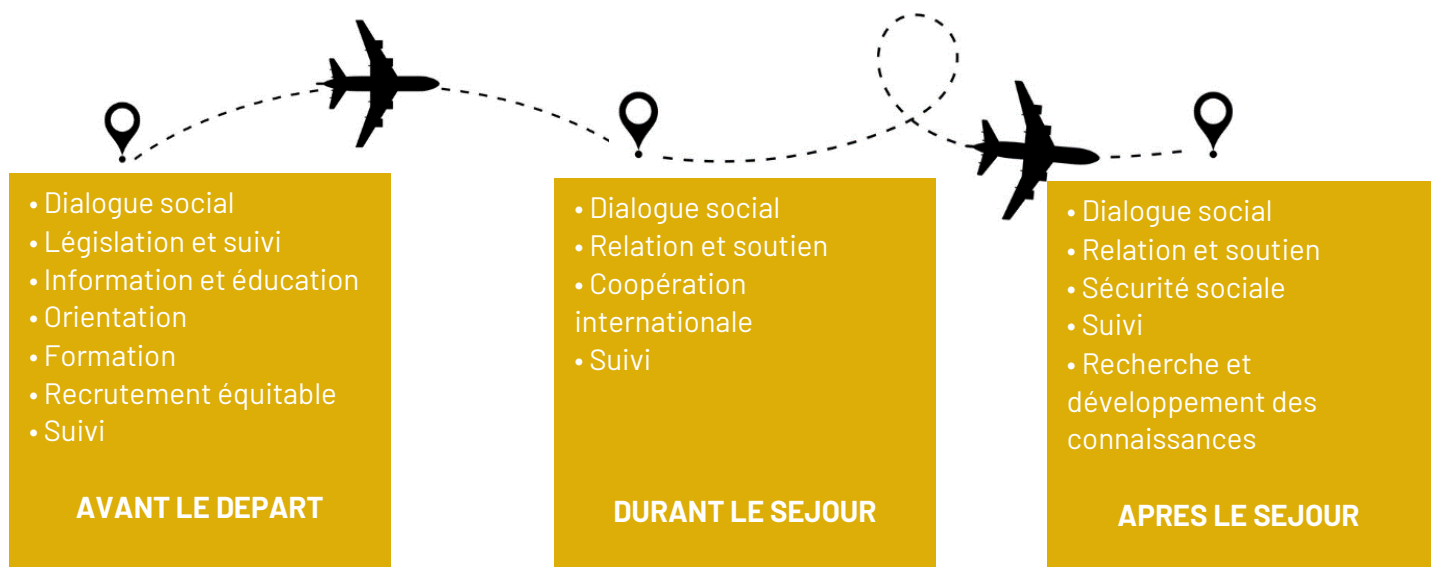 • Dialogue social
• Législation et suivi
• Information et éducation
• Orientation
• Formation
• Recrutement équitable
• Suivi
AVANT LE DEPART
• Dialogue social
• Relation et soutien
• Coopération
internationale
• Suivi
DURANT LE SEJOUR
• Dialogue social
• Relation et soutien
• Sécurité sociale
• Suivi
• Recherche et
développement des
connaissances
APRES LE SEJOUR